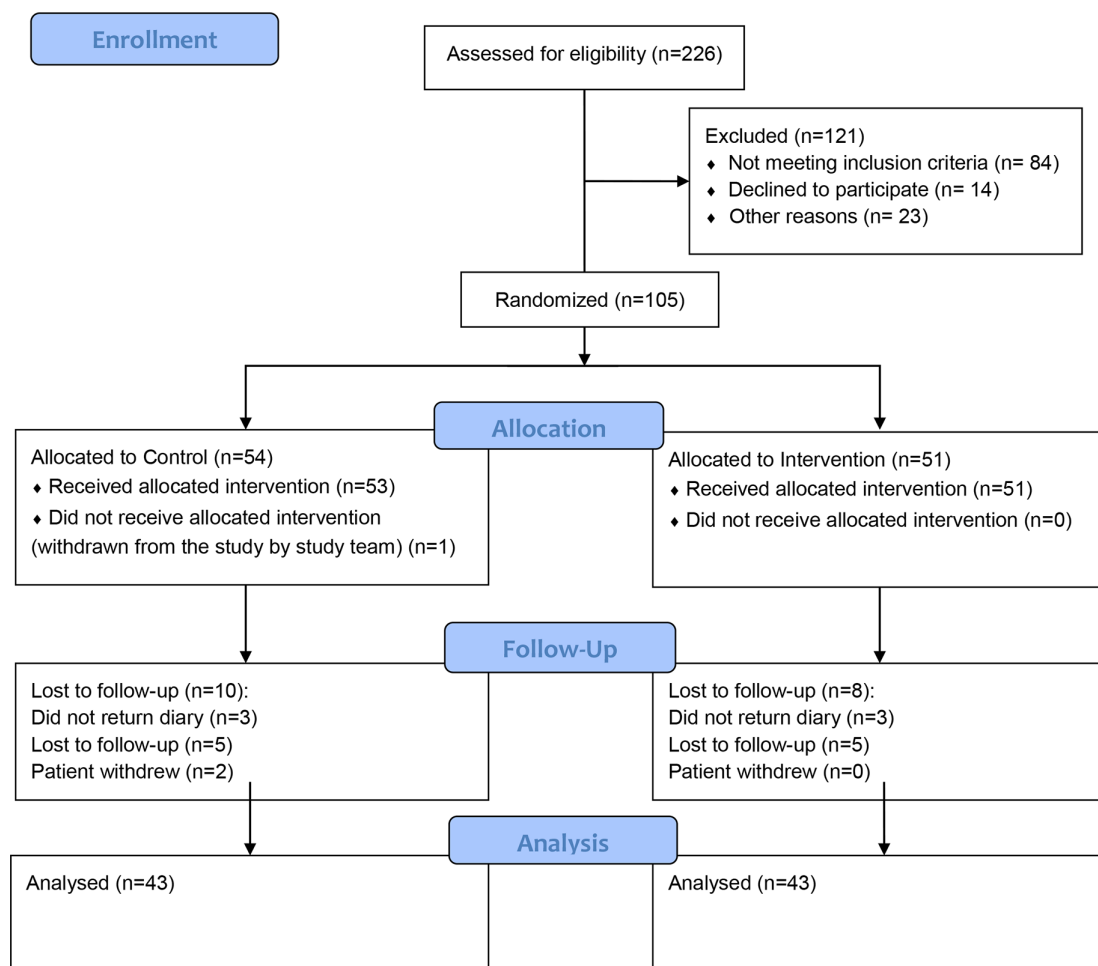 Enrollment
Assessed for eligibility (n=226)
Excluded (n=121)
♦ Not meeting inclusion criteria (n= 84)
♦ Declined to participate (n= 14)
♦ Other reasons (n= 23)
Randomized (n=105)
Allocation
Allocated to Control (n=54)
♦ Received allocated intervention (n=53)
♦ Did not receive allocated intervention
(withdrawn from the study by study team) (n=1)
Allocated to Intervention (n=51)
♦ Received allocated intervention (n=51)
♦ Did not receive allocated intervention (n=0)
Follow-Up
Lost to follow-up (n=10):
Did not return diary (n=3)
Lost to follow-up (n=5)
Patient withdrew (n=2)
Lost to follow-up (n=8):
Did not return diary (n=3)
Lost to follow-up (n=5)
Patient withdrew (n=0)
Analysis
Analysed (n=43)
Analysed (n=43)